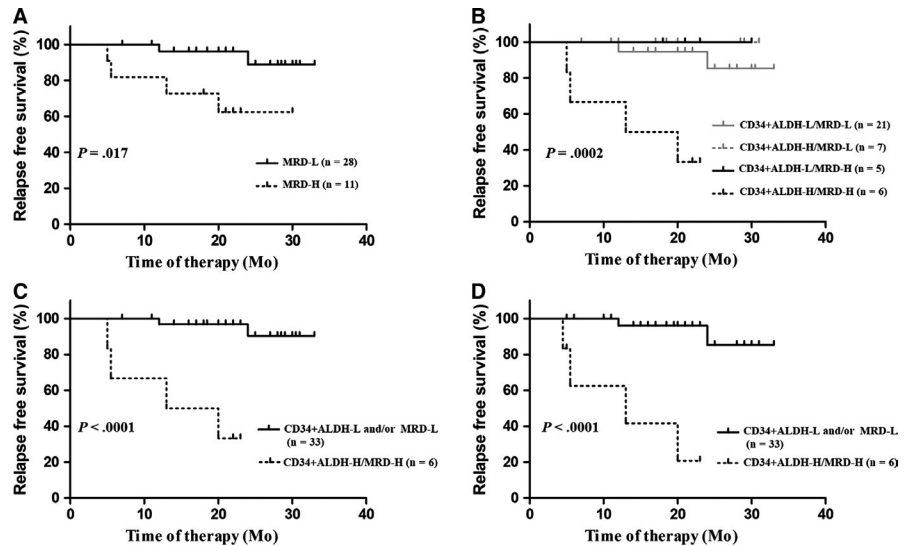 A
Relapse free survival (%)
100
80
60
40
20
0
P = .017
MRD-L (n = 28)
MRD-H (n = 11)
0 10 20 30 40
Time of therapy (Mo)
B
Relapse free survival (%)
100
80
60
40
20
0
P = .0002
CD34+ALDH-L/MRD-L (n = 21)
CD34+ALDH-H/MRD-L (n = 7)
CD34+ALDH-L/MRD-H (n = 5)
CD34+ALDH-H/MRD-H (n = 6)
0 10 20 30 40
Time of therapy (Mo)
C
Relapse free survival (%)
100
80
60
40
20
0
P < .0001
CD34+ALDH-L and/or MRD-L
(n = 33)
CD34+ALDH-H/MRD-H (n = 6)
0 10 20 30 40
Time of therapy (Mo)
D
Relapse free survival (%)
100
80
60
40
20
0
P < .0001
CD34+ALDH-L and/or MRD-L
(n = 33)
CD34+ALDH-H/MRD-H (n = 6)
0 10 20 30 40
Time of therapy (Mo)